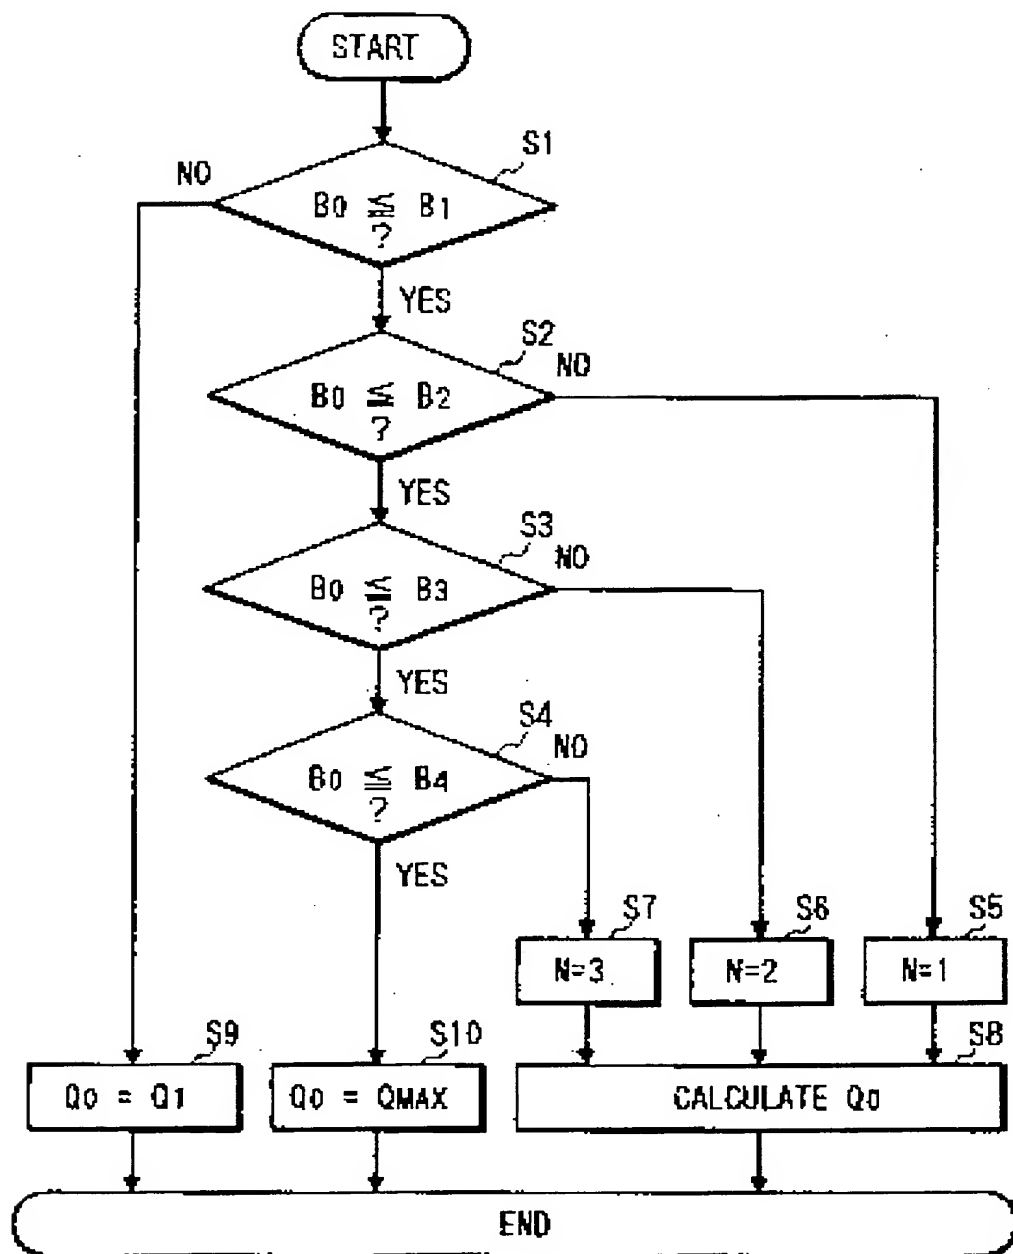 START
S1
NO
B0 ≦ B1
?
YES
S2
NO
B0 ≦ B2
?
YES
S3
NO
B0 ≦ B3
?
YES
S4
NO
B0 ≦ B4
?
YES
S7
S6
S5
N=3
N=2
N=1
S9
S10
S8
Q0 = Q1
Q0 = QMAX
CALCULATE Q0
END